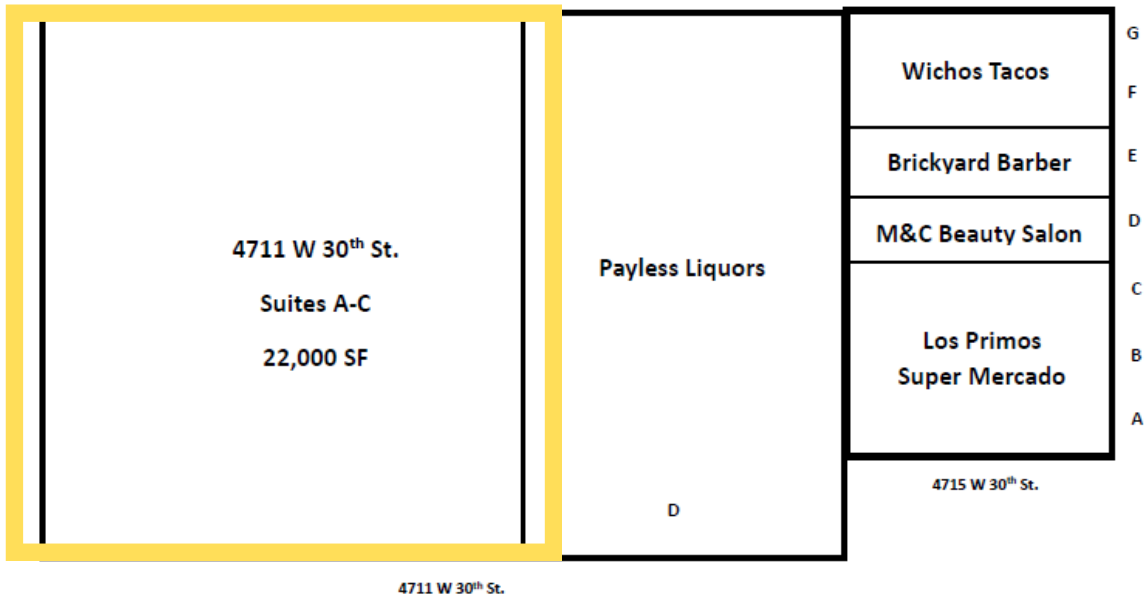 4711 W 30th St.
Suites A-C
22,000 SF
Payless Liquors
D
4711 W 30th St.
Wichos Tacos
Brickyard Barber
M&C Beauty Salon
Los Primos
Super Mercado
G
F
E
D
C
B
A
4715 W 30th St.